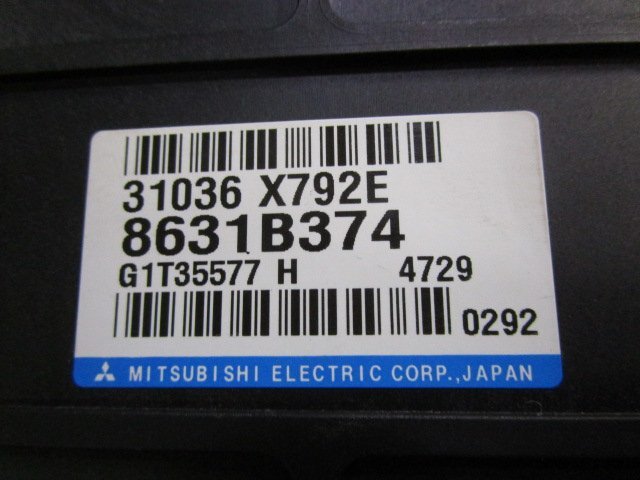 31036 X792E
8631B374
G1T35577 H 4729
0292
MITSUBISHI ELECTRIC CORP.,JAPAN